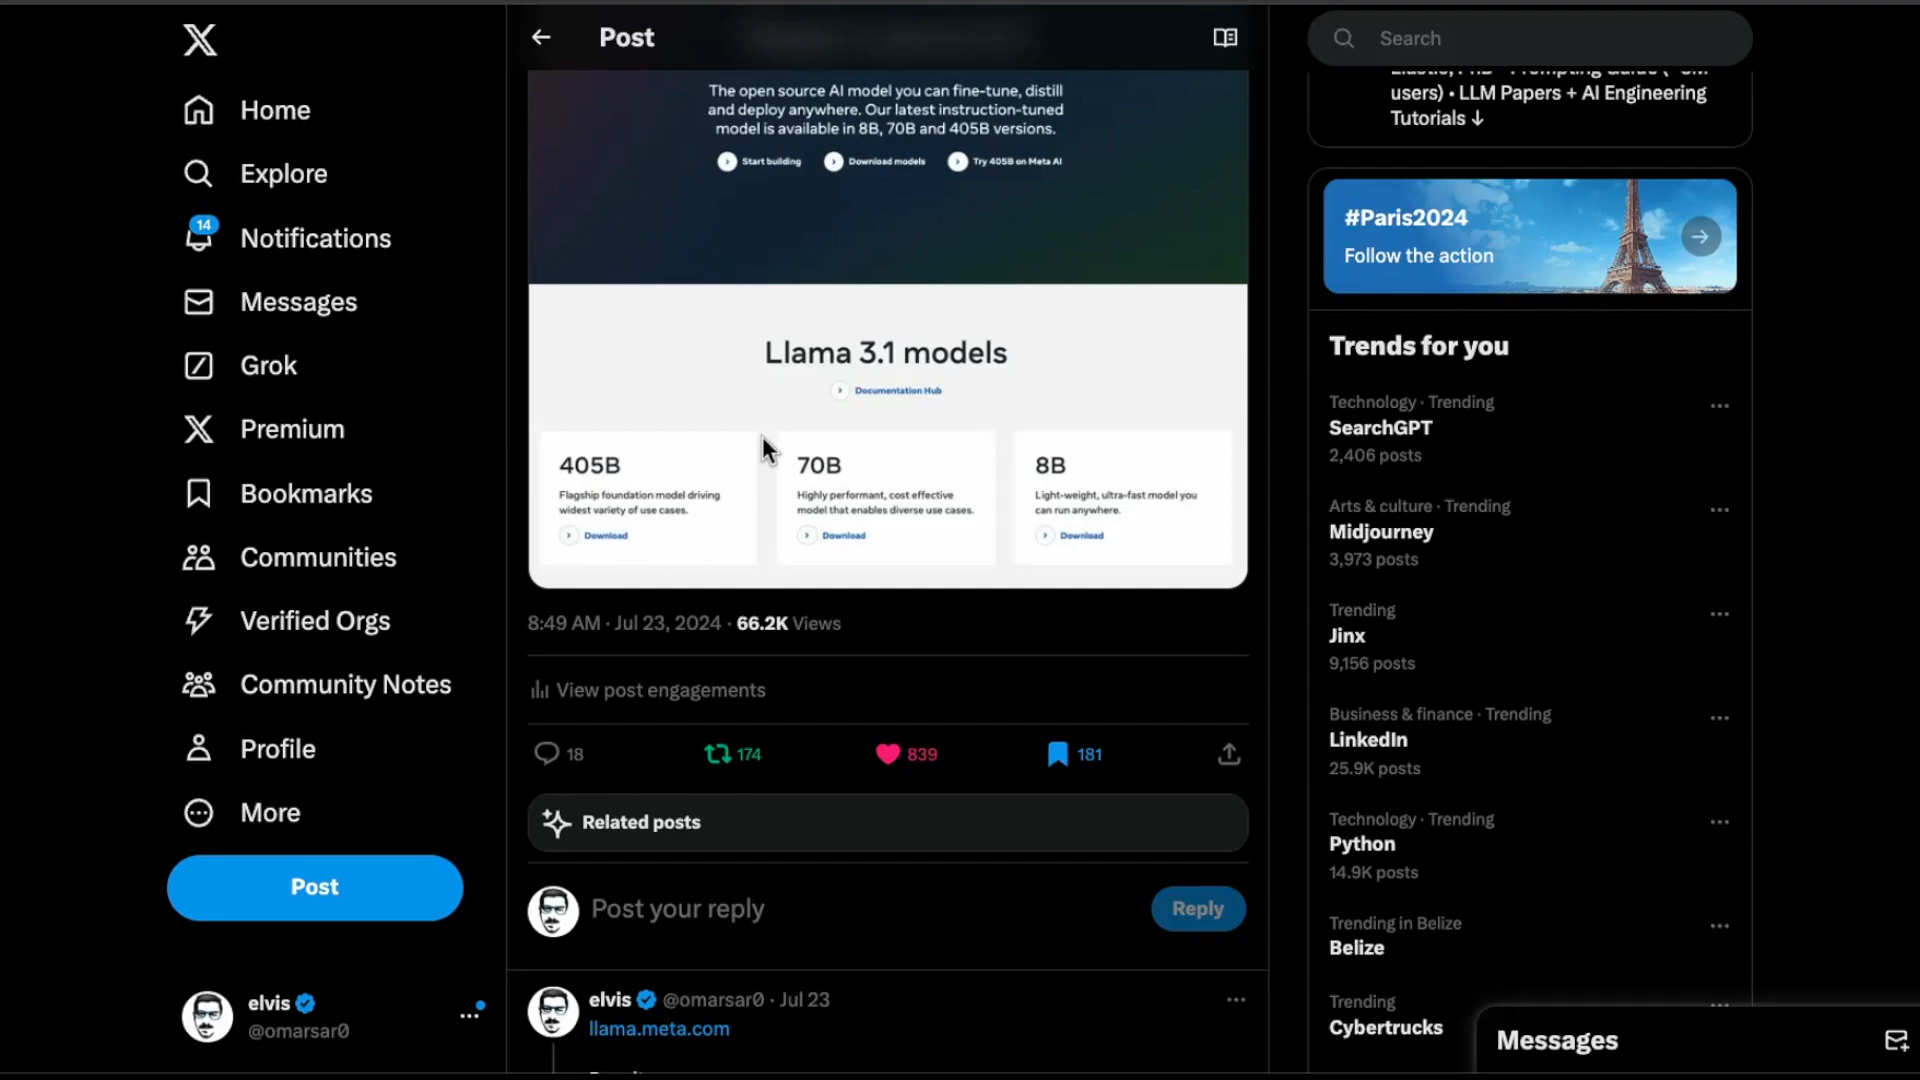 Home
Explore
14
Notifications
Messages
Grok
Premium
Bookmarks
Communities
Verified Orgs
Community Notes
Profile
More
Post
elvis
@omarsar0
Post
The open source AI model you can fine-tune, distill
and deploy anywhere. Our latest instruction-tuned
model is available in 8B, 70B and 405B versions.
Start building
Download models
Try 405B on Meta AI
Llama 3.1 models
Documentation Hub
405B
Flagship foundation model driving
widest variety of use cases.
Download
70B
Highly performant, cost effective
model that enables diverse use cases.
Download
8B
Light-weight, ultra-fast model you
can run anywhere.
Download
8:49 AM · Jul 23, 2024 · 66.2K Views
View post engagements
18
174
839
181
Related posts
Post your reply
Reply
elvis @omarsar0 · Jul 23
llama.meta.com
Search
users) • LLM Papers + AI Engineering
Tutorials ↓
#Paris2024
Follow the action
Trends for you
Technology · Trending
SearchGPT
2,406 posts
Arts & culture · Trending
Midjourney
3,973 posts
Trending
Jinx
9,156 posts
Business & finance · Trending
LinkedIn
25.9K posts
Technology · Trending
Python
14.9K posts
Trending in Belize
Belize
Trending
Cybertrucks
Messages